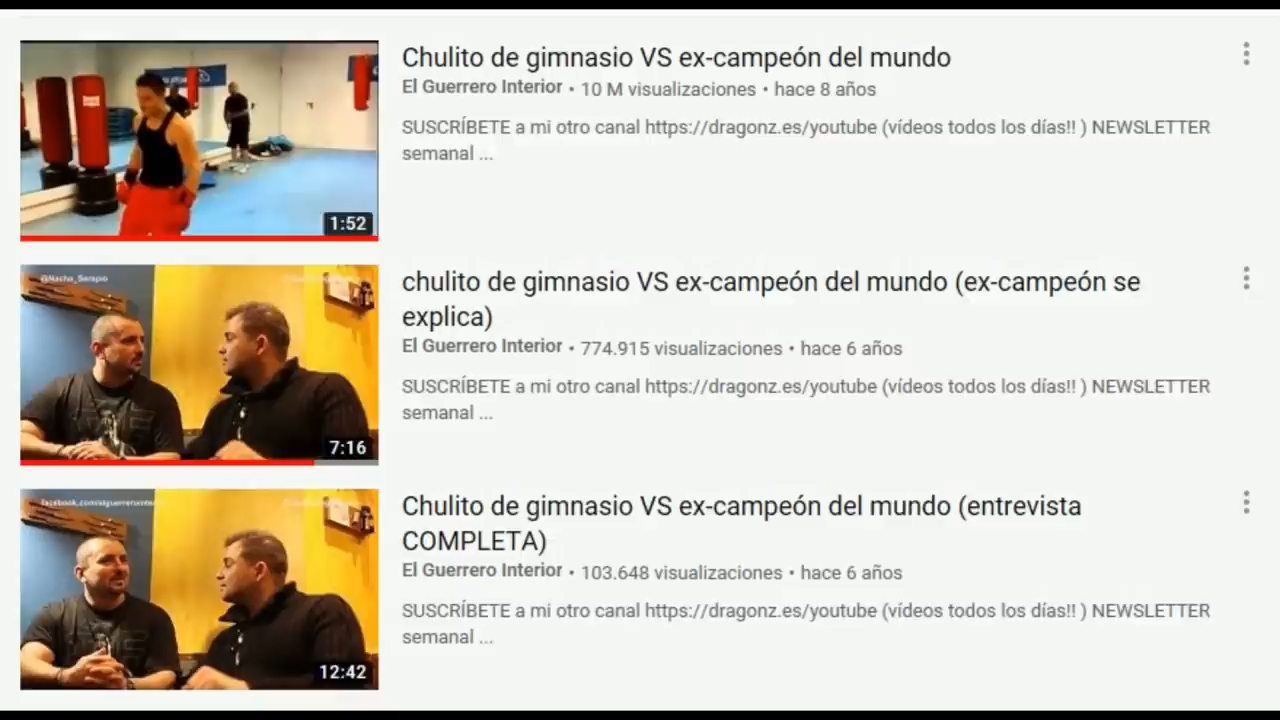 Chulito de gimnasio VS ex-campeón del mundo
El Guerrero Interior • 10 M visualizaciones • hace 8 años
SUSCRÍBETE a mi otro canal https://dragonz.es/youtube (vídeos todos los días!! ) NEWSLETTER
semanal ...
1:52
@Nacho_Serapio
chulito de gimnasio VS ex-campeón del mundo (ex-campeón se
explica)
El Guerrero Interior • 774.915 visualizaciones • hace 6 años
SUSCRÍBETE a mi otro canal https://dragonz.es/youtube (vídeos todos los días!! ) NEWSLETTER
semanal ...
7:16
Chulito de gimnasio VS ex-campeón del mundo (entrevista
COMPLETA)
El Guerrero Interior • 103.648 visualizaciones • hace 6 años
SUSCRÍBETE a mi otro canal https://dragonz.es/youtube (vídeos todos los días!! ) NEWSLETTER
semanal ...
12:42